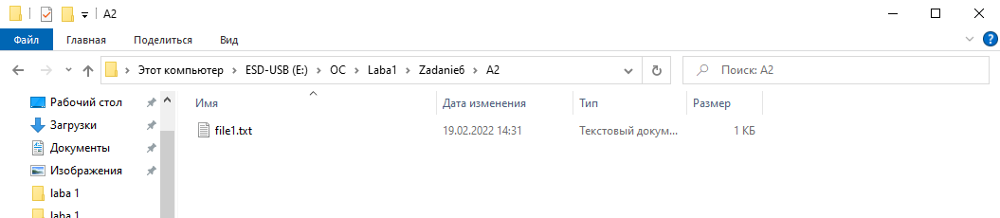 A2
Файл Главная Поделиться Вид
Этот компьютер ESD-USB (E:) ОС Laba1 Zadanie6 A2
Поиск: A2
Рабочий стол
Загрузки
Документы
Изображения
laba 1
laba 1
Имя Дата изменения Тип Размер
file1.txt 19.02.2022 14:31 Текстовый докум... 1 КБ